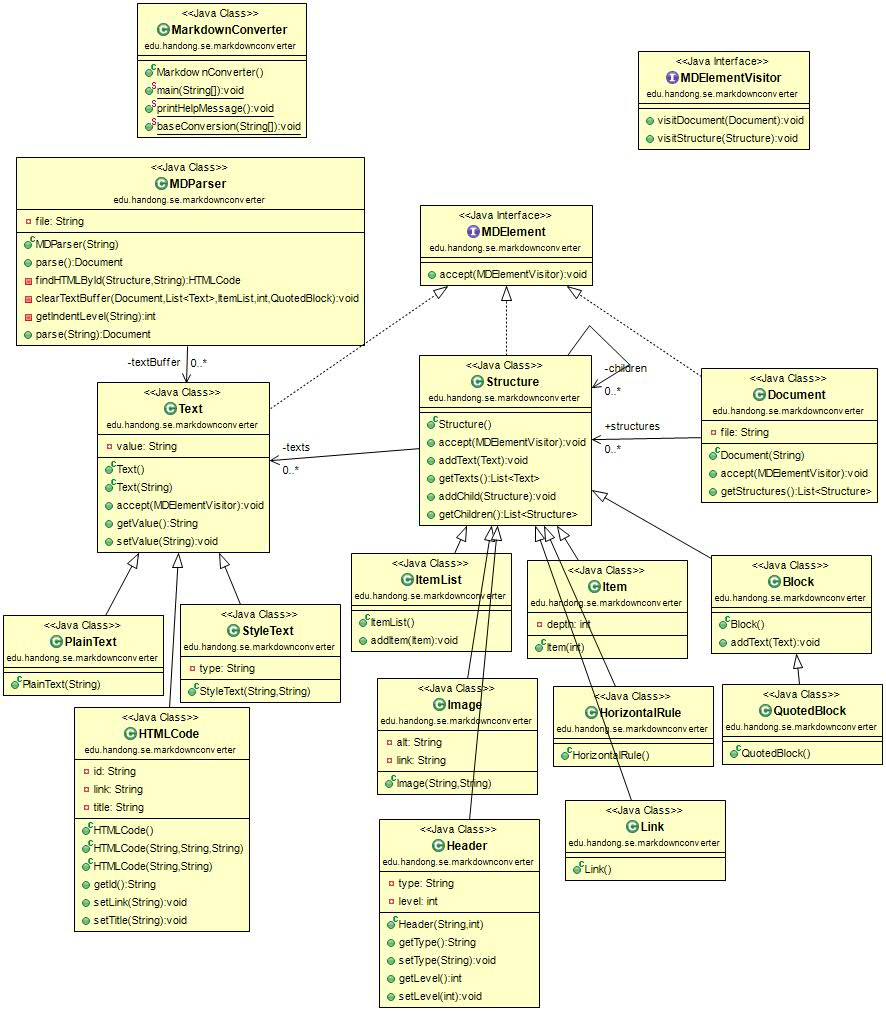 <<Java Class>>
MarkdownConverter
edu.handong.se.markdownconverter
MarkdownConverter()
main(String[]):void
printHelpMessage():void
baseConversion(String[]):void
<<Java Interface>>
MDElementVisitor
edu.handong.se.markdownconverter
visitDocument(Document):void
visitStructure(Structure):void
<<Java Class>>
MDParser
edu.handong.se.markdownconverter
file: String
MDParser(String)
parse():Document
findHTMLById(Structure,String):HTMLCode
clearTextBuffer(Document,List<Text>,ItemList,int,QuotedBlock):void
getIndentLevel(String):int
parse(String):Document
<<Java Interface>>
MDElement
edu.handong.se.markdownconverter
accept(MDElementVisitor):void
-textBuffer
0..*
<<Java Class>>
Text
edu.handong.se.markdownconverter
value: String
Text()
Text(String)
accept(MDElementVisitor):void
getValue():String
setValue(String):void
-texts
0..*
<<Java Class>>
Structure
edu.handong.se.markdownconverter
Structure()
accept(MDElementVisitor):void
addText(Text):void
getTexts():List<Text>
addChild(Structure):void
getChildren():List<Structure>
-children
0..*
+structures
0..*
<<Java Class>>
Document
edu.handong.se.markdownconverter
file: String
Document(String)
accept(MDElementVisitor):void
getStructures():List<Structure>
<<Java Class>>
ItemList
edu.handong.se.markdownconverter
ItemList()
addItem(Item):void
<<Java Class>>
Item
edu.handong.se.markdownconverter
depth: int
Item(int)
<<Java Class>>
Block
edu.handong.se.markdownconverter
Block()
addText(Text):void
<<Java Class>>
PlainText
edu.handong.se.markdownconverter
PlainText(String)
<<Java Class>>
StyleText
edu.handong.se.markdownconverter
type: String
StyleText(String,String)
<<Java Class>>
HTMLCode
edu.handong.se.markdownconverter
id: String
link: String
title: String
HTMLCode()
HTMLCode(String,String,String)
HTMLCode(String,String)
getId():String
setLink(String):void
setTitle(String):void
<<Java Class>>
Image
edu.handong.se.markdownconverter
alt: String
link: String
Image(String,String)
<<Java Class>>
HorizontalRule
edu.handong.se.markdownconverter
HorizontalRule()
<<Java Class>>
QuotedBlock
edu.handong.se.markdownconverter
QuotedBlock()
<<Java Class>>
Link
edu.handong.se.markdownconverter
Link()
<<Java Class>>
Header
edu.handong.se.markdownconverter
type: String
level: int
Header(String,int)
getType():String
setType(String):void
getLevel():int
setLevel(int):void